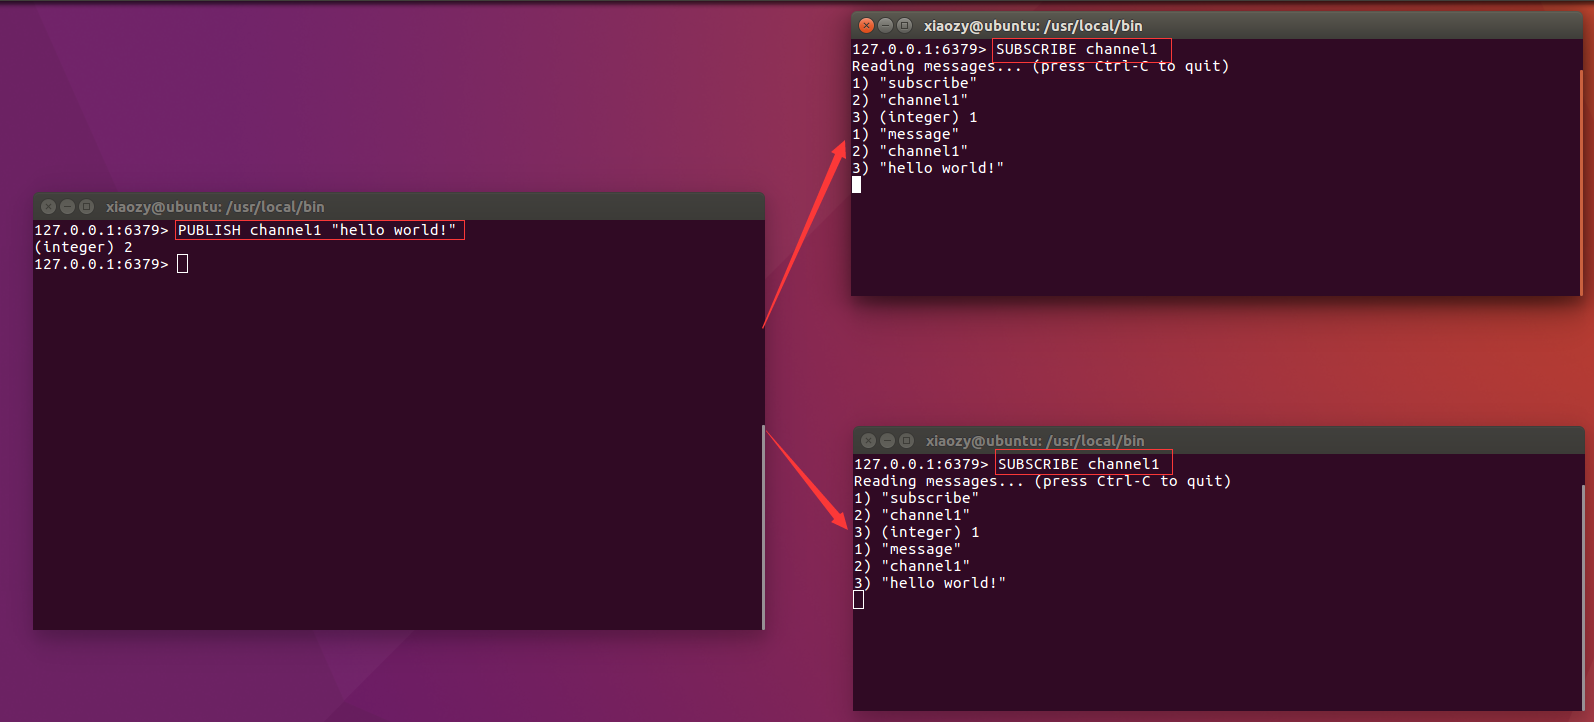 xiaozy@ubuntu: /usr/local/bin
127.0.0.1:6379> PUBLISH channel1 "hello world!"
(integer) 2
127.0.0.1:6379>
xiaozy@ubuntu: /usr/local/bin
127.0.0.1:6379> SUBSCRIBE channel1
Reading messages... (press Ctrl-C to quit)
1) "subscribe"
2) "channel1"
3) (integer) 1
1) "message"
2) "channel1"
3) "hello world!"
xiaozy@ubuntu: /usr/local/bin
127.0.0.1:6379> SUBSCRIBE channel1
Reading messages... (press Ctrl-C to quit)
1) "subscribe"
2) "channel1"
3) (integer) 1
1) "message"
2) "channel1"
3) "hello world!"